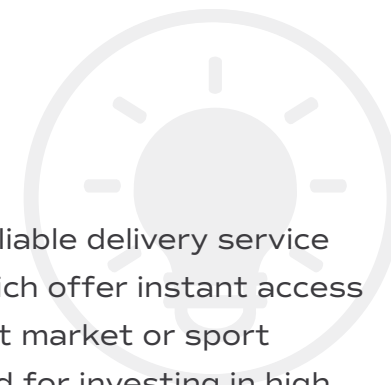 liable delivery service
ich offer instant access
t market or sport
d for investing in high